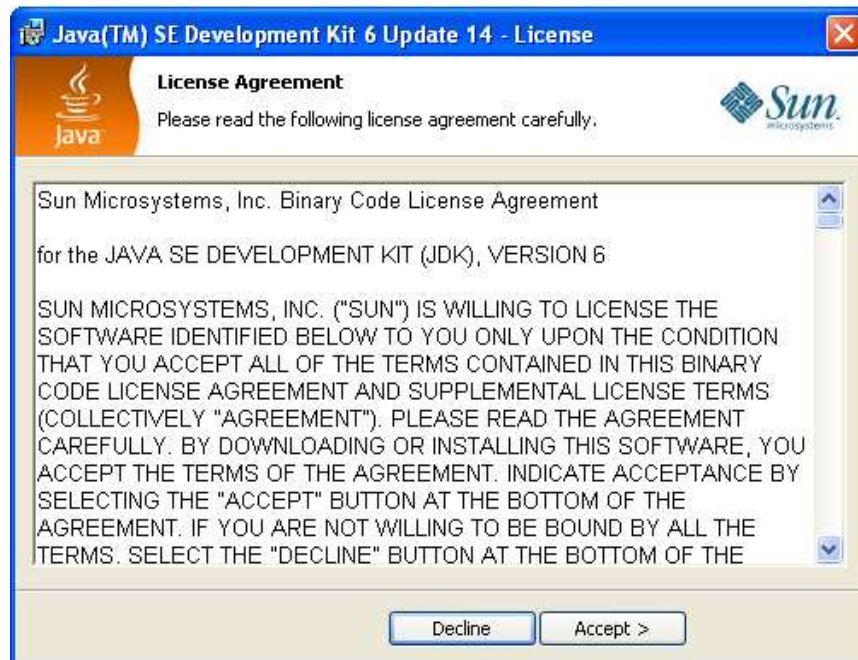 Java(TM) SE Development Kit 6 Update 14 - License
License Agreement
Please read the following license agreement carefully.
Java
Sun
microsystems
Sun Microsystems, Inc. Binary Code License Agreement
for the JAVA SE DEVELOPMENT KIT (JDK), VERSION 6
SUN MICROSYSTEMS, INC. ("SUN") IS WILLING TO LICENSE THE
SOFTWARE IDENTIFIED BELOW TO YOU ONLY UPON THE CONDITION
THAT YOU ACCEPT ALL OF THE TERMS CONTAINED IN THIS BINARY
CODE LICENSE AGREEMENT AND SUPPLEMENTAL LICENSE TERMS
(COLLECTIVELY "AGREEMENT"). PLEASE READ THE AGREEMENT
CAREFULLY. BY DOWNLOADING OR INSTALLING THIS SOFTWARE, YOU
ACCEPT THE TERMS OF THE AGREEMENT. INDICATE ACCEPTANCE BY
SELECTING THE "ACCEPT" BUTTON AT THE BOTTOM OF THE
AGREEMENT. IF YOU ARE NOT WILLING TO BE BOUND BY ALL THE
TERMS, SELECT THE "DECLINE" BUTTON AT THE BOTTOM OF THE
Decline
Accept >